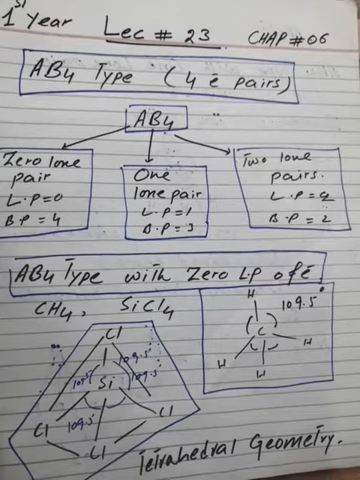 1st Year Lec # 23 CHAP # 06
AB4 Type (4 ē pairs)
AB4
Zero lone
pair
L.P=0
B.P=4
One
lone pair
L.P=1
B.P=3
Two lone
pairs.
L.P=2
B.P=2
AB4 Type with Zero LP of ē
CH4, SiCl4
H
109.5°
C
H
H
H
Cl
109.5°
109.5°
Si
109.5°
109.5°
Cl
Cl
Cl
Tetrahedral Geometry.